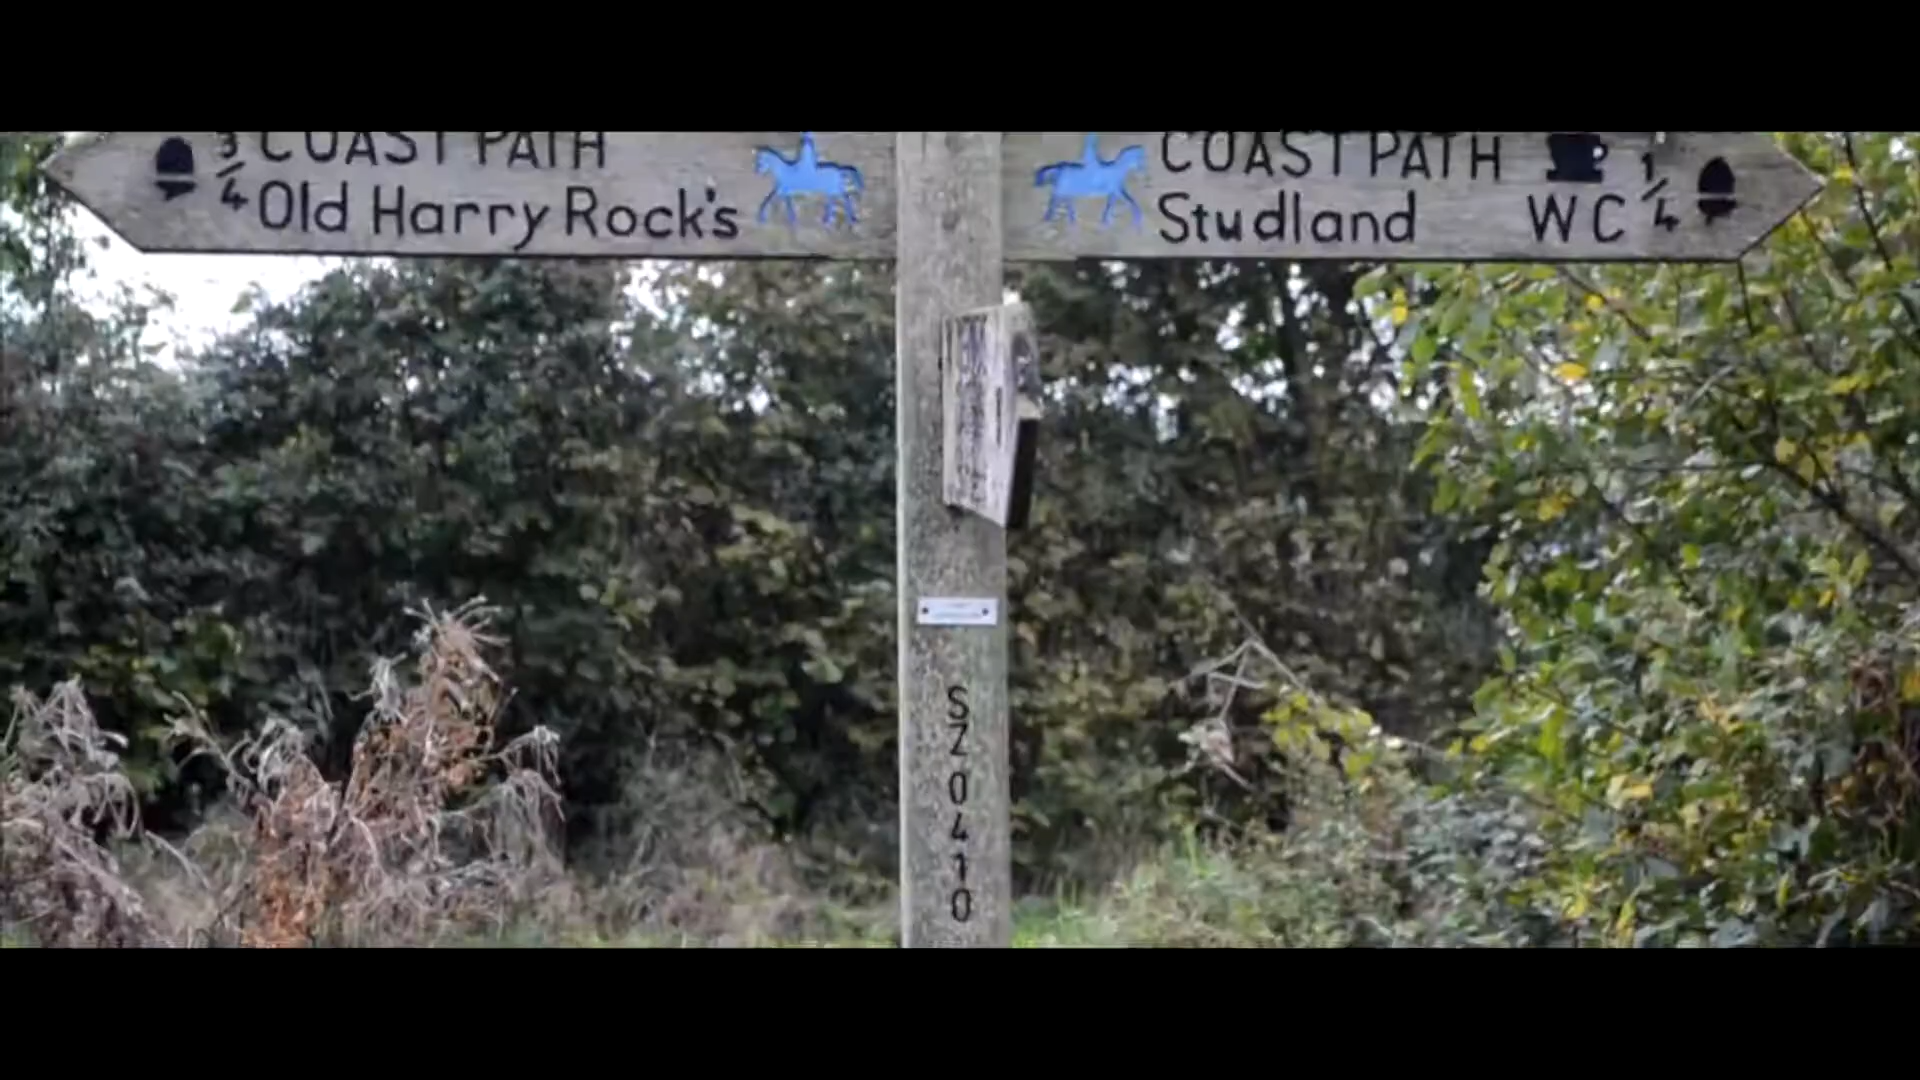 3/4 COAST PATH
Old Harry Rock's
COAST PATH 1/4
Studland WC
SZ0410